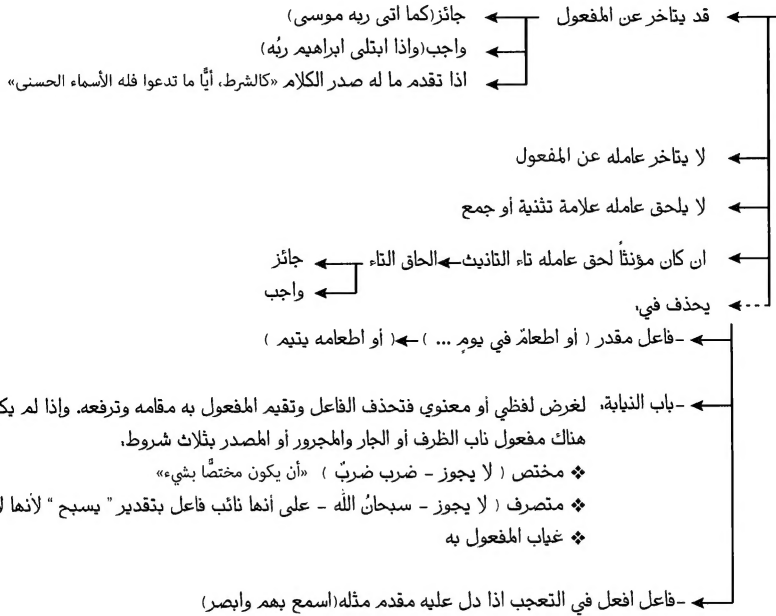 قد يتاخر عن المفعول
جائز(كما اتى ربه موسى)
واجب(واذا ابتلى ابراهيم ربُه)
اذا تقدم ما له صدر الكلام «كالشرط، أيًّا ما تدعوا فله الأسماء الحسنى»
لا يتاخر عامله عن المفعول
لا يلحق عامله علامة تثنية أو جمع
ان كان مؤنثاً لحق عامله تاء التانيث الحاق التاء
جائز
واجب
يحذف في:
-فاعل مقدر ( أو اطعامٌ في يومٍ ... ) ( أو اطعامه يتيم )
-باب النيابة: لغرض لفظي أو معنوي فتحذف الفاعل وتقيم المفعول به مقامه وترفعه. وإذا لم
هناك مفعول ناب الظرف أو الجار والمجرور أو المصدر بثلاث شروط:
❖ مختص ( لا يجوز - ضرب ضربٌ ) «أن يكون مختصًّا بشيء»
❖ متصرف ( لا يجوز - سبحانُ الله - على أنها نائب فاعل بتقدير " يسبح " لأنها
❖ غياب المفعول به
-فاعل افعل في التعجب اذا دل عليه مقدم مثله(اسمع بهم وابصر)